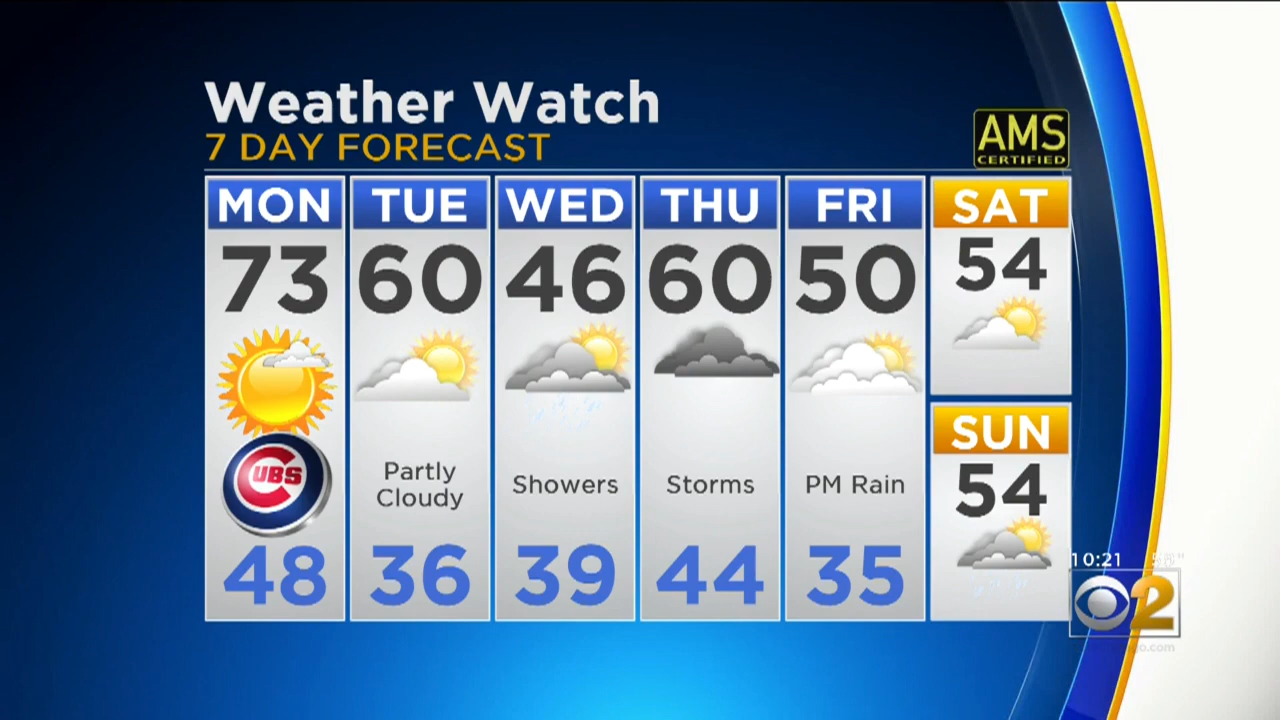 Weather Watch
7 DAY FORECAST
AMS
CERTIFIED
MON TUE WED THU FRI SAT
73 60 46 60 50 54
SUN
54
CUBS
Partly
Cloudy
Showers
Storms
PM Rain
48 36 39 44 35
10:21
2